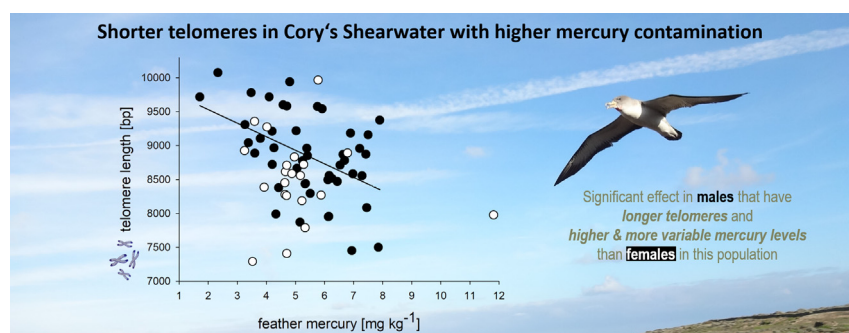 Shorter telomeres in Cory‘s Shearwater with higher mercury contamination
telomere length [bp]
10000
9500
9000
8500
8000
7500
7000
1 2 3 4 5 6 7 8 9 10 11 12
feather mercury [mg kg-1]
Significant effect in males that have
longer telomeres and
higher & more variable mercury levels
than females in this population